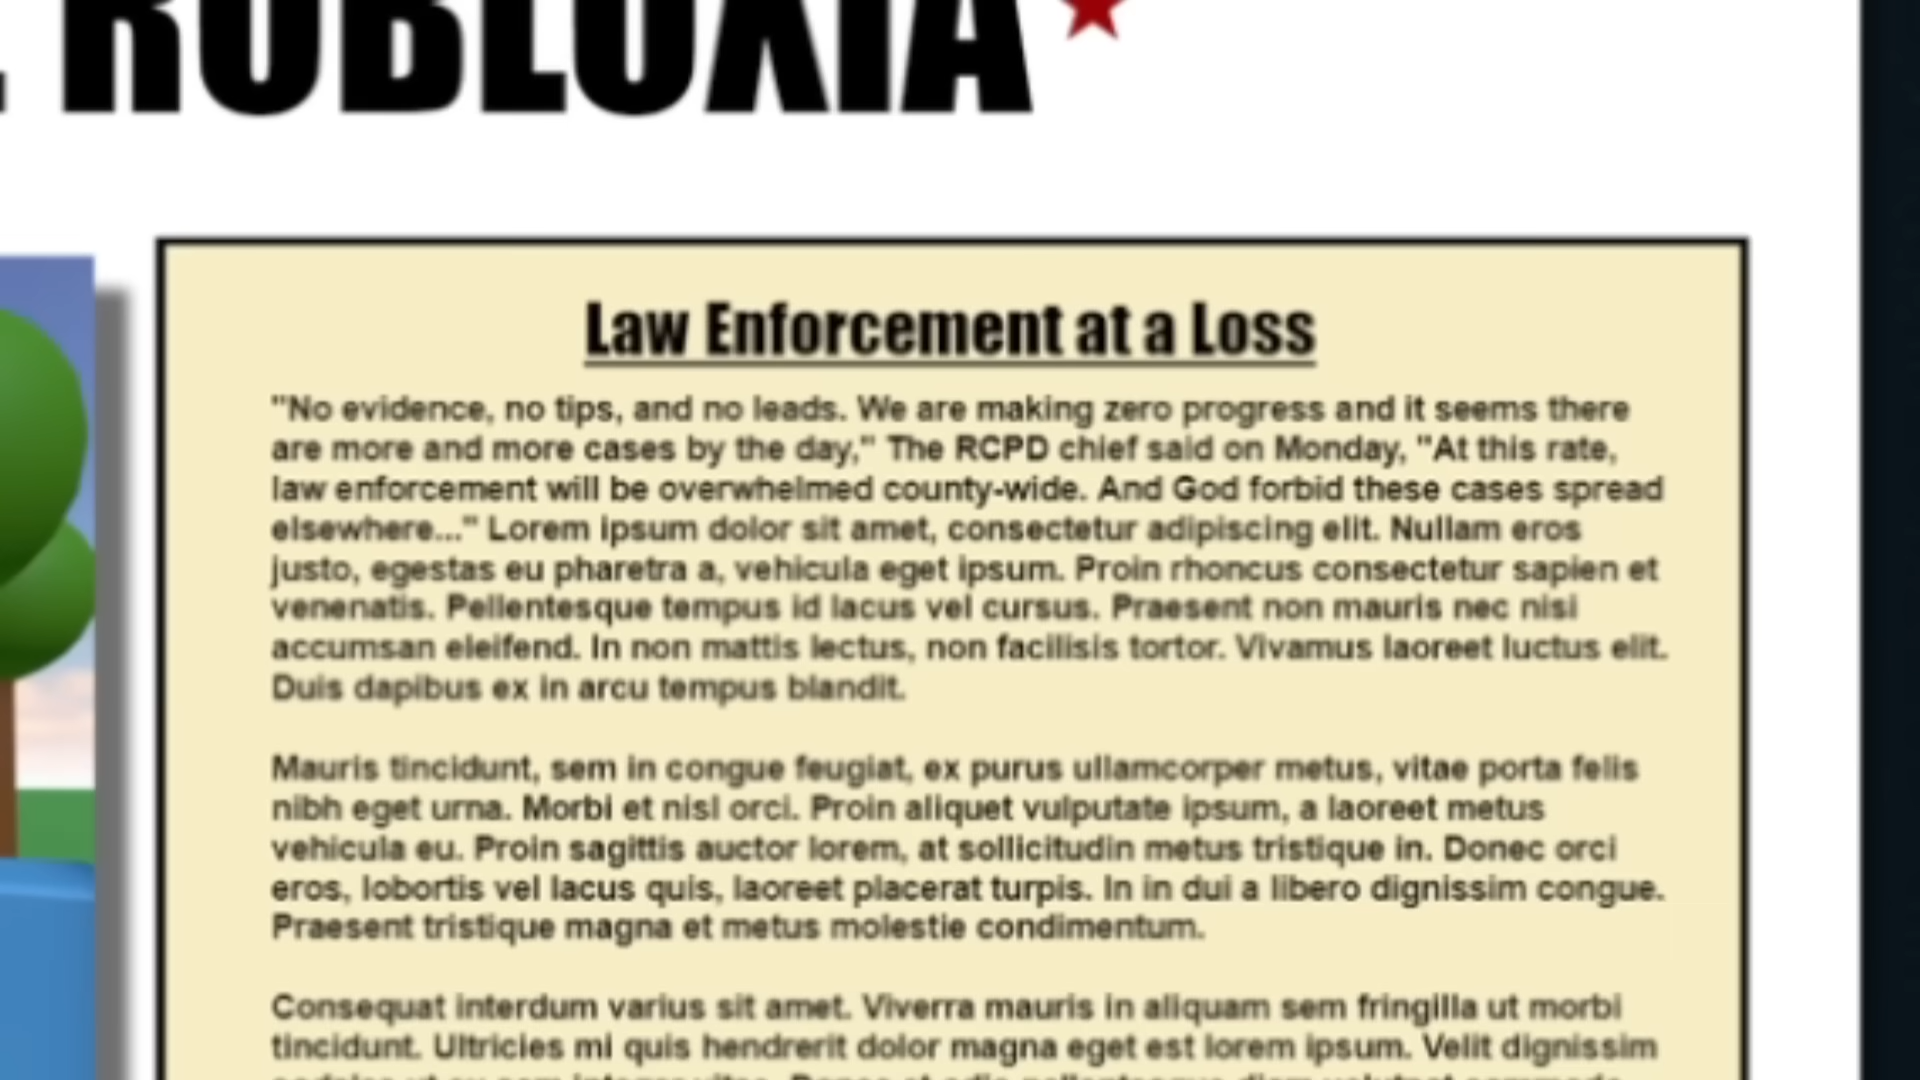 ROBLOXIA
Law Enforcement at a Loss
"No evidence, no tips, and no leads. We are making zero progress and it seems there
are more and more cases by the day," The RCPD chief said on Monday, "At this rate,
law enforcement will be overwhelmed county-wide. And God forbid these cases spread
elsewhere..." Lorem ipsum dolor sit amet, consectetur adipiscing elit. Nullam eros
justo, egestas eu pharetra a, vehicula eget ipsum. Proin rhoncus consectetur sapien et
venenatis. Pellentesque tempus id lacus vel cursus. Praesent non mauris nec nisi
accumsan eleifend. In non mattis lectus, non facilisis tortor. Vivamus laoreet luctus elit.
Duis dapibus ex in arcu tempus blandit.
Mauris tincidunt, sem in congue feugiat, ex purus ullamcorper metus, vitae porta felis
nibh eget urna. Morbi et nisl orci. Proin aliquet vulputate ipsum, a laoreet metus
vehicula eu. Proin sagittis auctor lorem, at sollicitudin metus tristique in. Donec orci
eros, lobortis vel lacus quis, laoreet placerat turpis. In in dui a libero dignissim congue.
Praesent tristique magna et metus molestie condimentum.
Consequat interdum varius sit amet. Viverra mauris in aliquam sem fringilla ut morbi
tincidunt. Ultricies mi quis hendrerit dolor magna eget est lorem ipsum. Velit dignissim